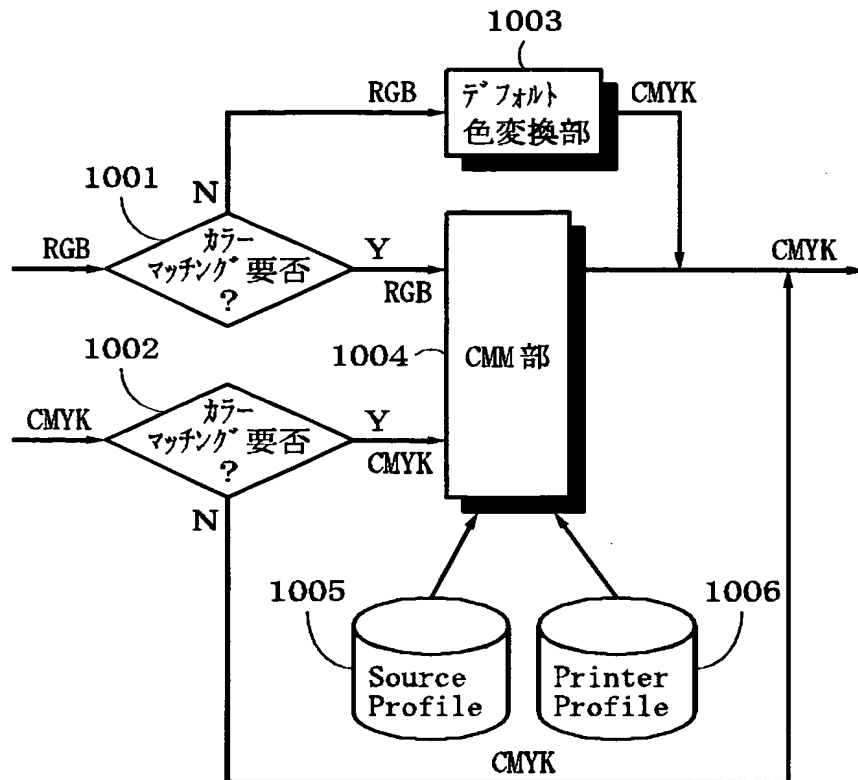 1003
RGB
デフォルト
色変換部
CMYK
1001
N
RGB
カラー
マッチング要否
?
Y
RGB
CMYK
1004
CMM部
1002
CMYK
カラー
マッチング要否
?
Y
CMYK
N
1005
1006
Source
Profile
Printer
Profile
CMYK